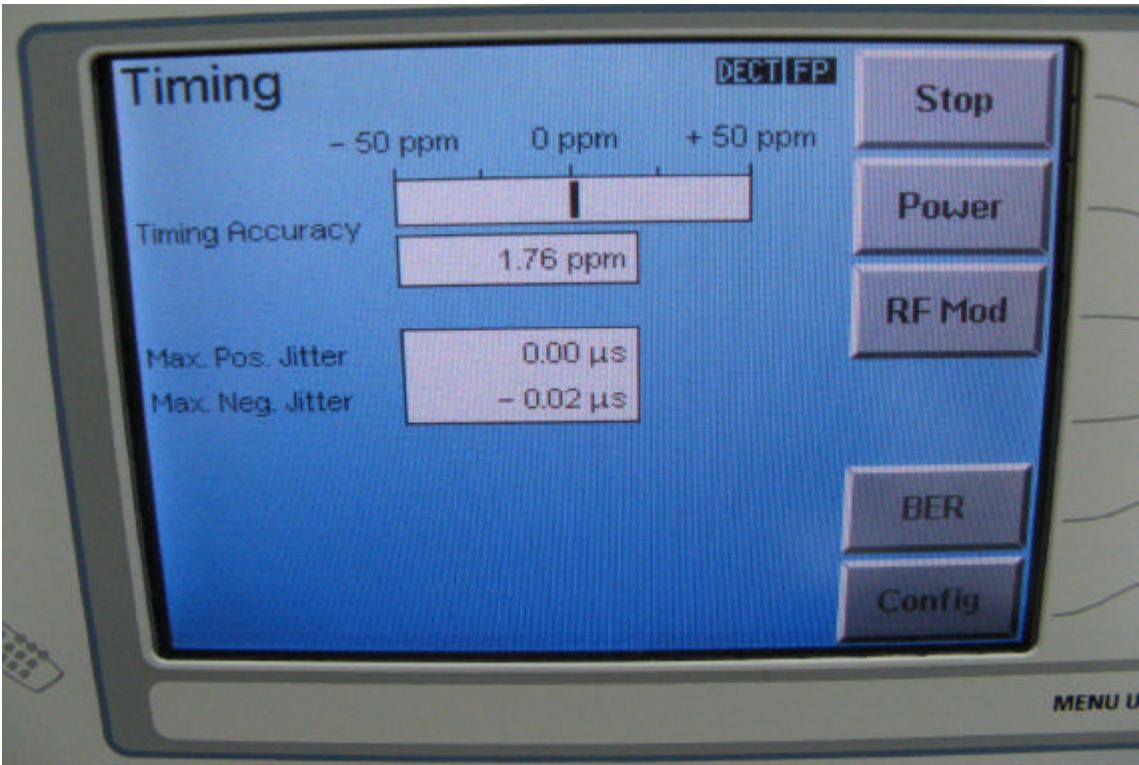 Timing
DECT FP
- 50 ppm 0 ppm + 50 ppm
Timing Accuracy
1.76 ppm
Max. Pos. Jitter 0.00 µs
Max. Neg. Jitter - 0.02 µs
Stop
Power
RF Mod
BER
Config
MENU U